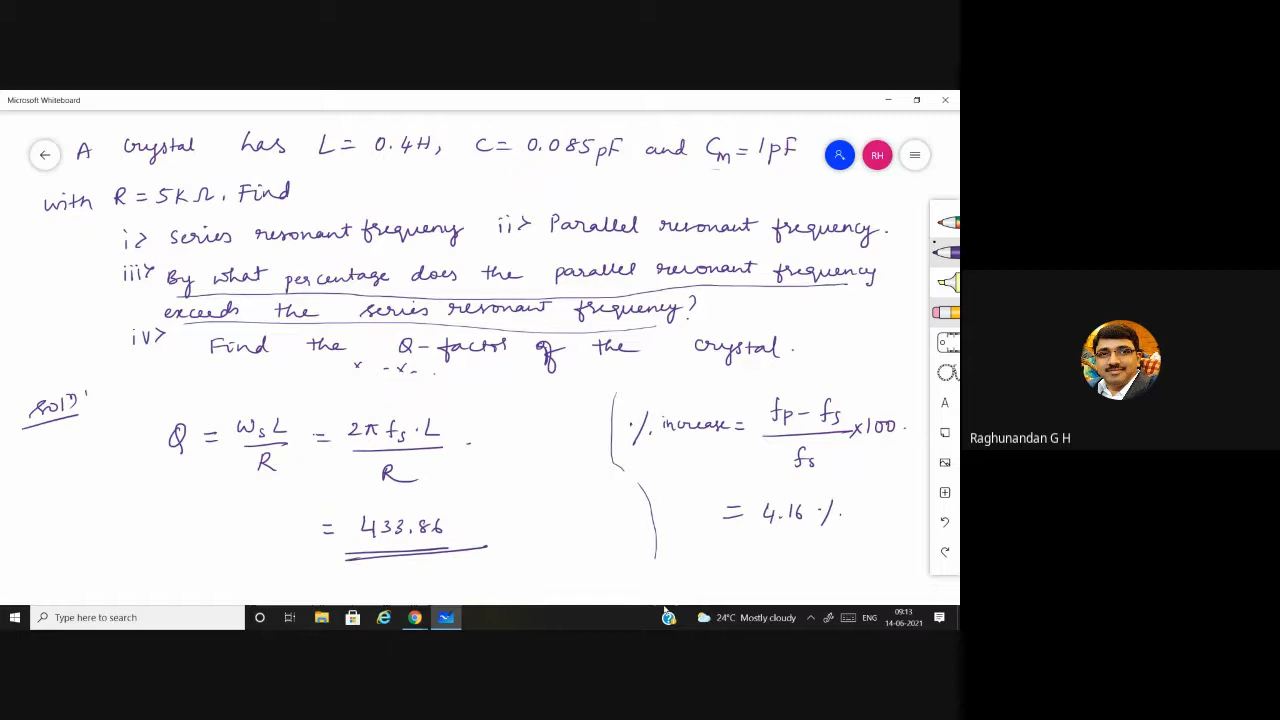 Microsoft Whiteboard
A crystal has L = 0.4H, C = 0.085pF and Cm = 1pF
RH
with R = 5KΩ. Find
i> Series resonant frequency ii> Parallel resonant frequency.
iii> By what percentage does the parallel resonant frequency
exceeds the series resonant frequency?
iv> Find the Q-factor of the crystal.
Soln
Q = ωsL / R = 2π fs · L / R
= 433.86
% increase = fp - fs / fs ×100.
= 4.16 %.
Raghunandan G H
Type here to search
24°C Mostly cloudy
ENG
09:13
14-06-2021